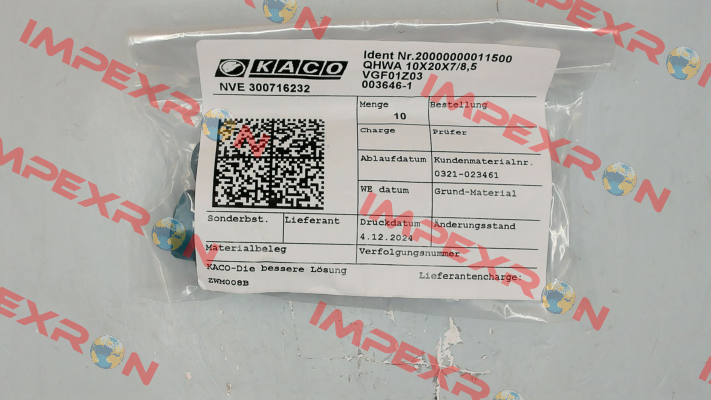 KACO
NVE 300716232
Ident Nr.20000000011500
QHWA 10X20X7/8,5
VGF01Z03
003646-1
Menge
10
Bestellung
Charge
Prüfer
Ablaufdatum
Kundenmaterialnr.
0321-023461
WE datum
Grund-Material
Sonderbst.
Lieferant
Druckdatum
4.12.2024
Änderungsstand
Materialbeleg
Verfolgungsnummer
KACO-Die bessere Lösung
Lieferantencharge:
ZWM008B
IMPEXRON
IMPEXRON
IMPEXRON
IMPEXRON
IMPEXRON
IMPEXRON